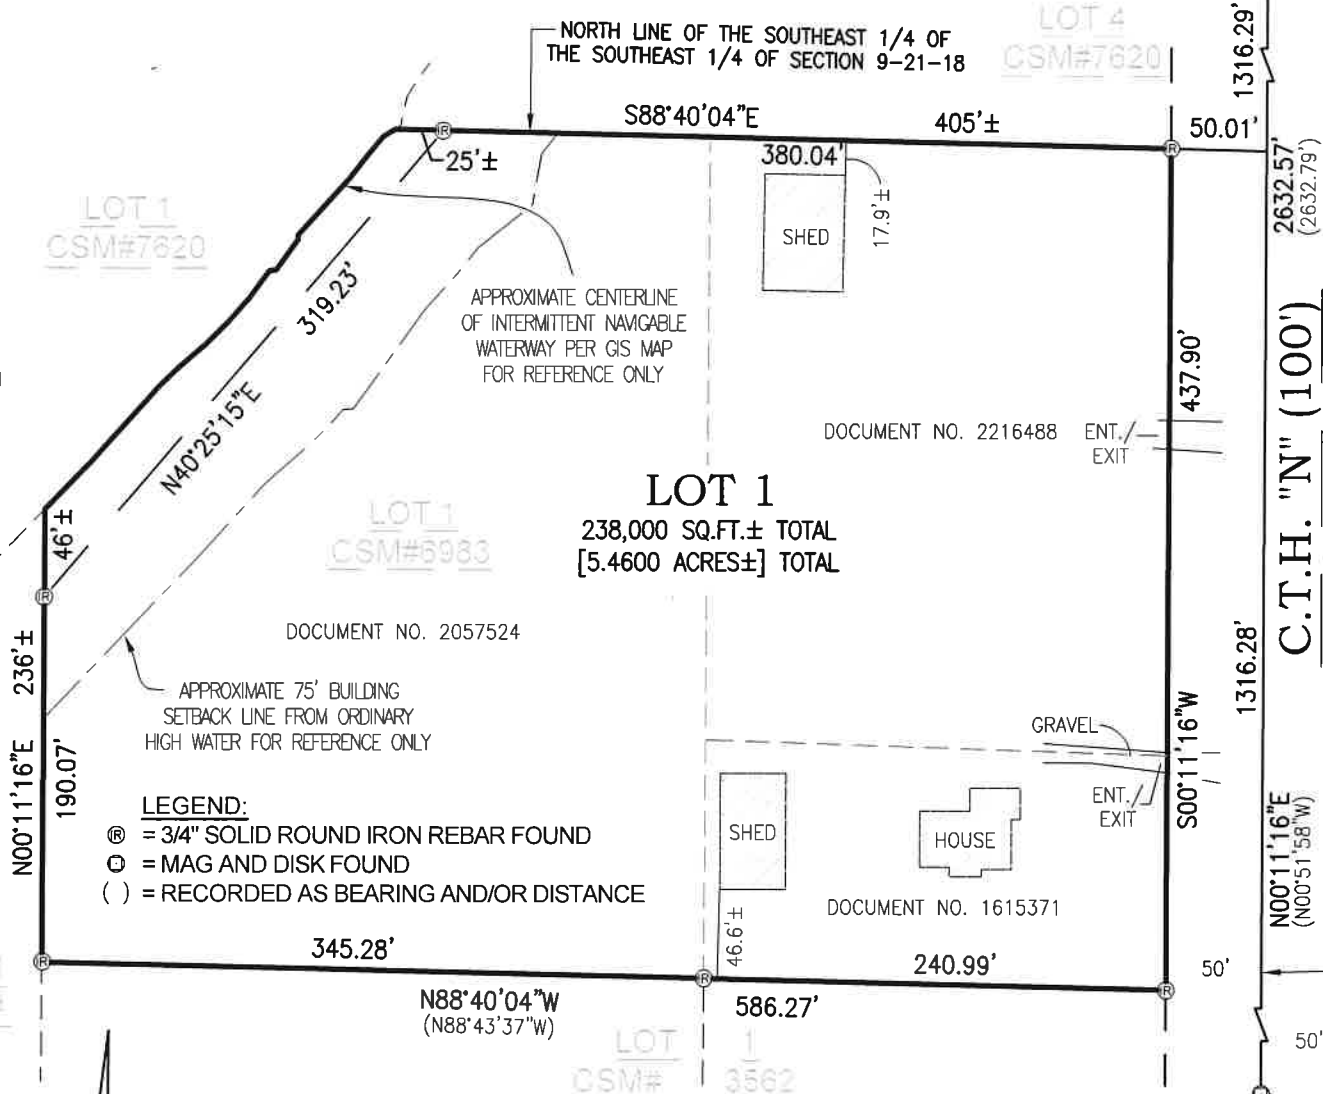 NORTH LINE OF THE SOUTHEAST 1/4 OF
THE SOUTHEAST 1/4 OF SECTION 9-21-18
LOT 4
CSM#7620
1316.29'
S88°40'04"E
405'±
50.01'
25'±
380.04'
17.9'±
SHED
2632.57'
(2632.79')
LOT 1
CSM#7620
319.23'
N40°25'15"E
APPROXIMATE CENTERLINE
OF INTERMITTENT NAVIGABLE
WATERWAY PER GIS MAP
FOR REFERENCE ONLY
437.90'
C.T.H. "N" (100')
DOCUMENT NO. 2216488
ENT./
EXIT
LOT 1
238,000 SQ.FT.± TOTAL
[5.4600 ACRES±] TOTAL
LOT 1
CSM#6983
46'±
DOCUMENT NO. 2057524
236'±
N00°11'16"E
190.07'
APPROXIMATE 75' BUILDING
SETBACK LINE FROM ORDINARY
HIGH WATER FOR REFERENCE ONLY
1316.28'
S00°11'16"W
GRAVEL
ENT./
EXIT
LEGEND:
Ⓡ = 3/4" SOLID ROUND IRON REBAR FOUND
= MAG AND DISK FOUND
( ) = RECORDED AS BEARING AND/OR DISTANCE
SHED
HOUSE
DOCUMENT NO. 1615371
46.6'±
N00°11'16"E
(N00°51'58"W)
345.28'
240.99'
50'
N88°40'04"W
(N88°43'37"W)
586.27'
LOT 1
CSM# 3562
50'